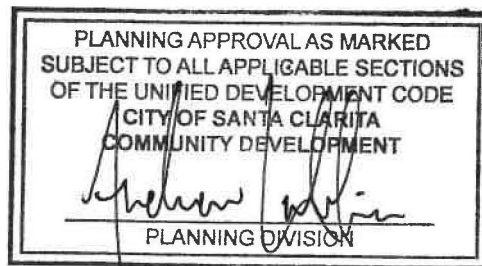 PLANNING APPROVAL AS MARKED
SUBJECT TO ALL APPLICABLE SECTIONS
OF THE UNIFIED DEVELOPMENT CODE
CITY OF SANTA CLARITA
COMMUNITY DEVELOPMENT
PLANNING DIVISION